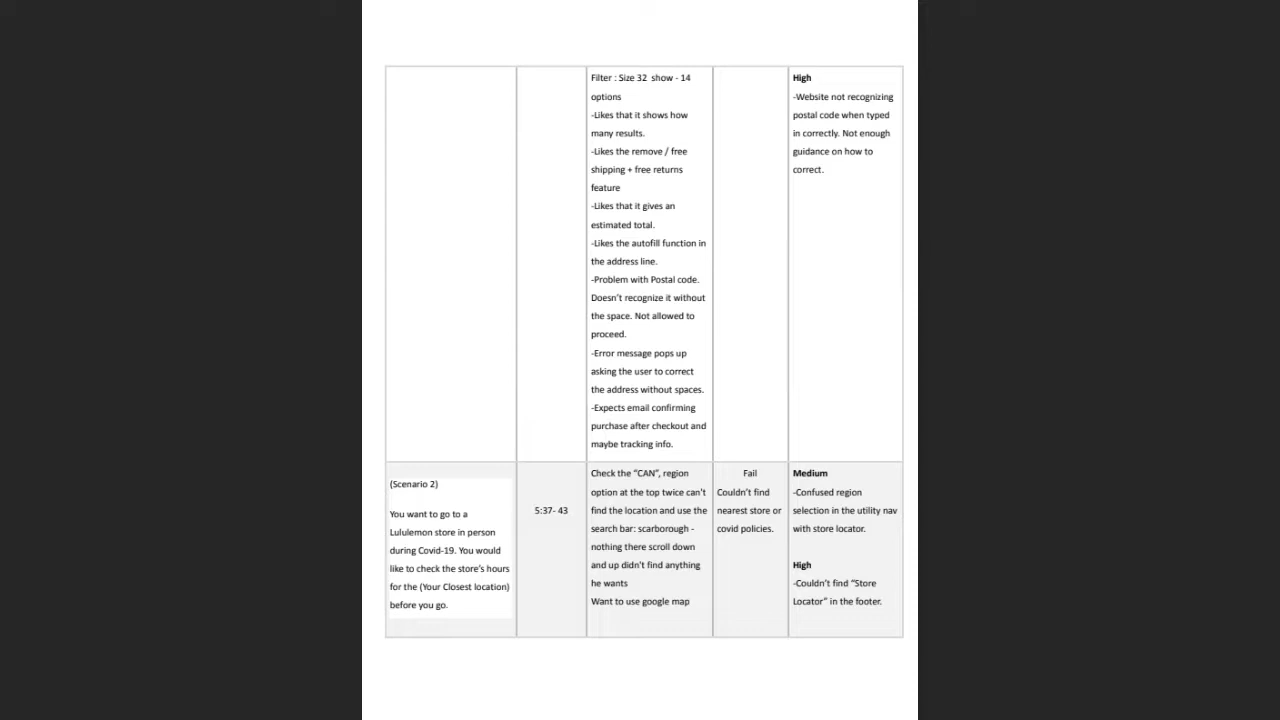 Filter : Size 32 show - 14
options
-Likes that it shows how
many results.
-Likes the remove / free
shipping + free returns
feature
-Likes that it gives an
estimated total.
-Likes the autofill function in
the address line.
-Problem with Postal code.
Doesn’t recognize it without
the space. Not allowed to
proceed.
-Error message pops up
asking the user to correct
the address without spaces.
-Expects email confirming
purchase after checkout and
maybe tracking info.
High
-Website not recognizing
postal code when typed
in correctly. Not enough
guidance on how to
correct.
(Scenario 2)
You want to go to a
Lululemon store in person
during Covid-19. You would
like to check the store’s hours
for the (Your Closest location)
before you go.
5:37- 43
Check the “CAN”, region
option at the top twice can’t
find the location and use the
search bar: scarborough -
nothing there scroll down
and up didn’t find anything
he wants
Want to use google map
Fail
Couldn’t find
nearest store or
covid policies.
Medium
-Confused region
selection in the utility nav
with store locator.
High
-Couldn’t find “Store
Locator” in the footer.